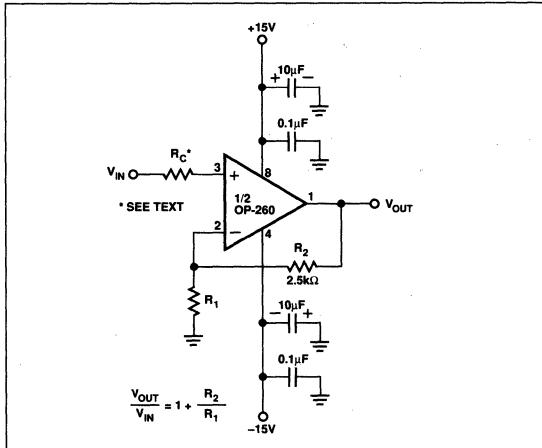 +15V
+ 10µF −
0.1µF
R_C*
V_IN
3
+
8
* SEE TEXT
1/2
OP-260
1
V_OUT
2
−
4
R_2
2.5kΩ
R_1
− 10µF +
0.1µF
V_OUT / V_IN = 1 + R_2 / R_1
−15V